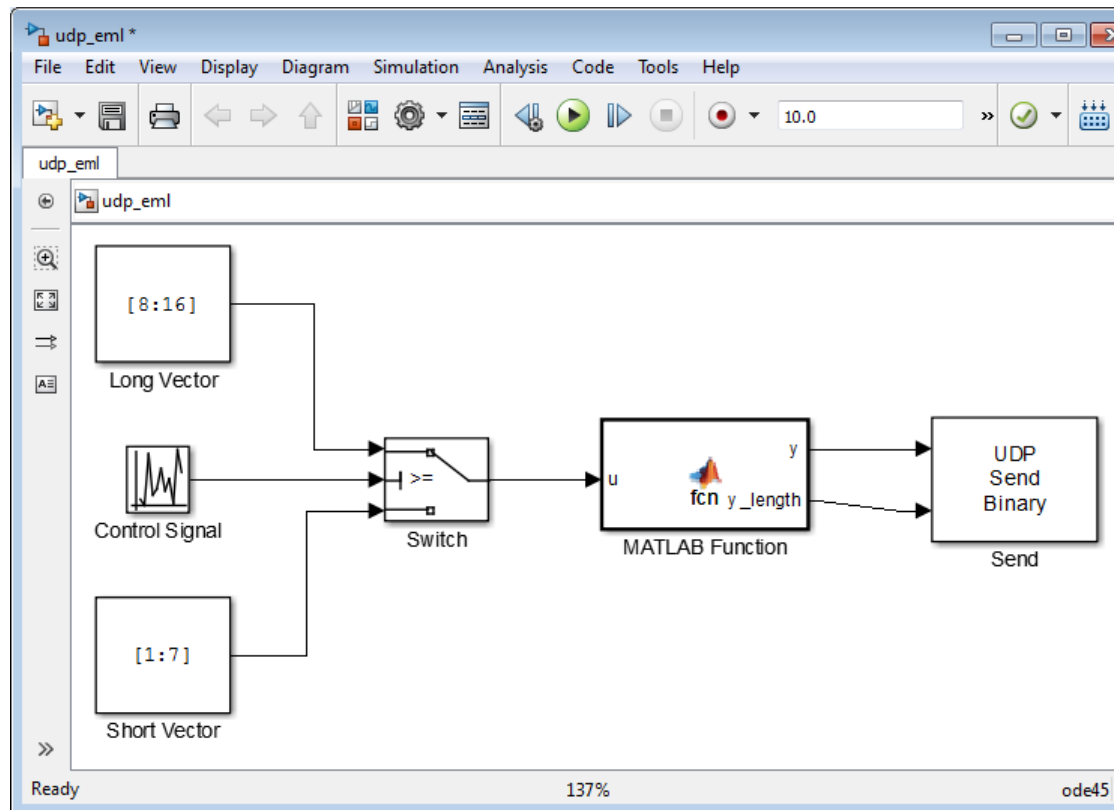 udp_eml *
File Edit View Display Diagram Simulation Analysis Code Tools Help
10.0
udp_eml
udp_eml
[8:16]
Long Vector
Control Signal
>=
Switch
u
fcn
y
y_length
MATLAB Function
UDP
Send
Binary
Send
[1:7]
Short Vector
Ready 137% ode45